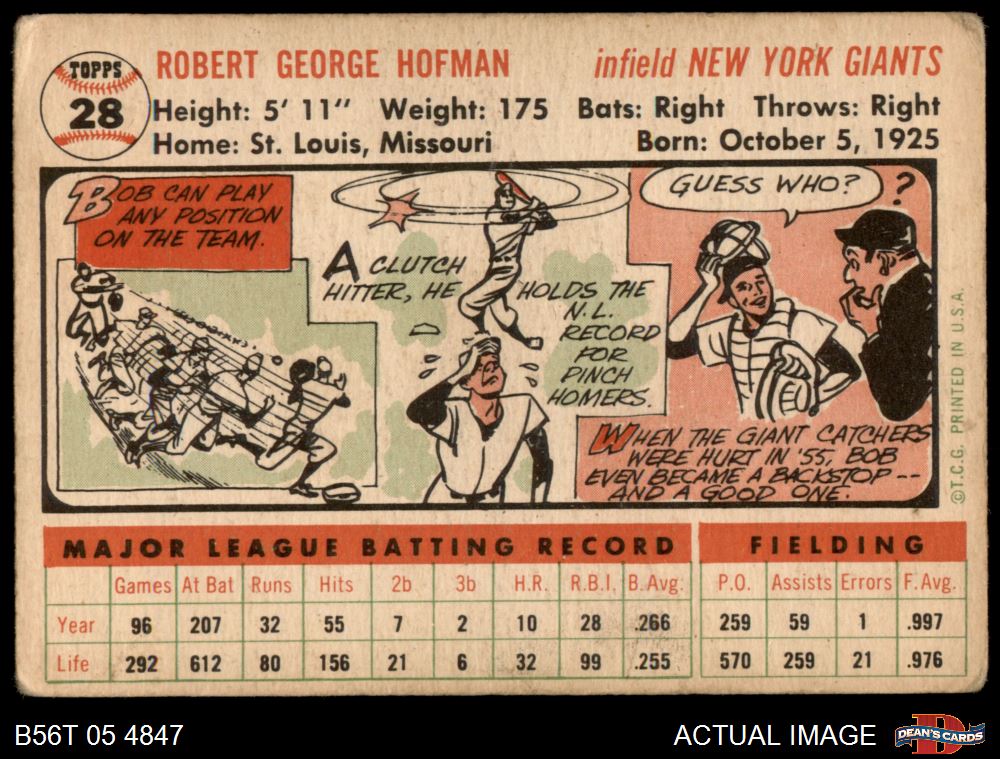 TOPPS
28
ROBERT GEORGE HOFMAN
infield NEW YORK GIANTS
Height: 5' 11" Weight: 175 Bats: Right Throws: Right
Home: St. Louis, Missouri
Born: October 5, 1925
BOB CAN PLAY
ANY POSITION
ON THE TEAM.
A CLUTCH
HITTER, HE HOLDS THE
N.L.
RECORD
FOR
PINCH
HOMERS.
GUESS WHO?
?
WHEN THE GIANT CATCHERS
WERE HURT IN '55, BOB
EVEN BECAME A BACKSTOP --
AND A GOOD ONE.
©T.C.G. PRINTED IN U.S.A.
MAJOR LEAGUE BATTING RECORD
FIELDING
Games At Bat Runs Hits 2b 3b H.R. R.B.I. B.Avg. P.O. Assists Errors F.Avg.
Year 96 207 32 55 7 2 10 28 .266 259 59 1 .997
Life 292 612 80 156 21 6 32 99 .255 570 259 21 .976
B56T 05 4847
ACTUAL IMAGE
DEAN'S CARDS